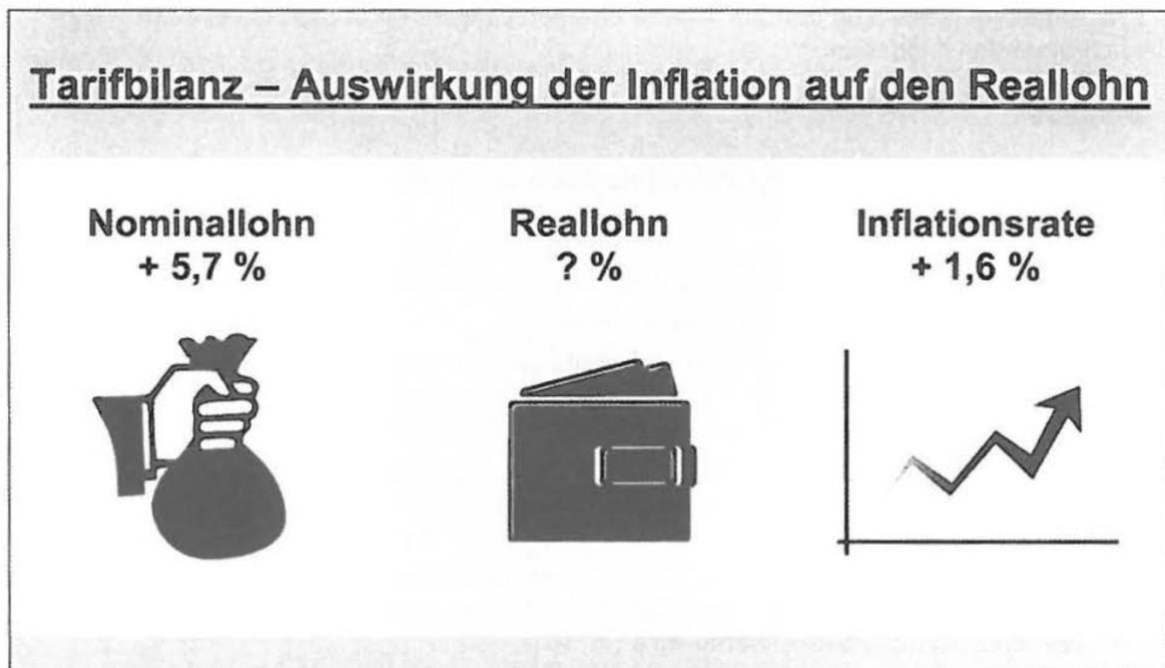 Tarifbilanz – Auswirkung der Inflation auf den Reallohn
Nominallohn
+ 5,7 %
Reallohn
? %
Inflationsrate
+ 1,6 %